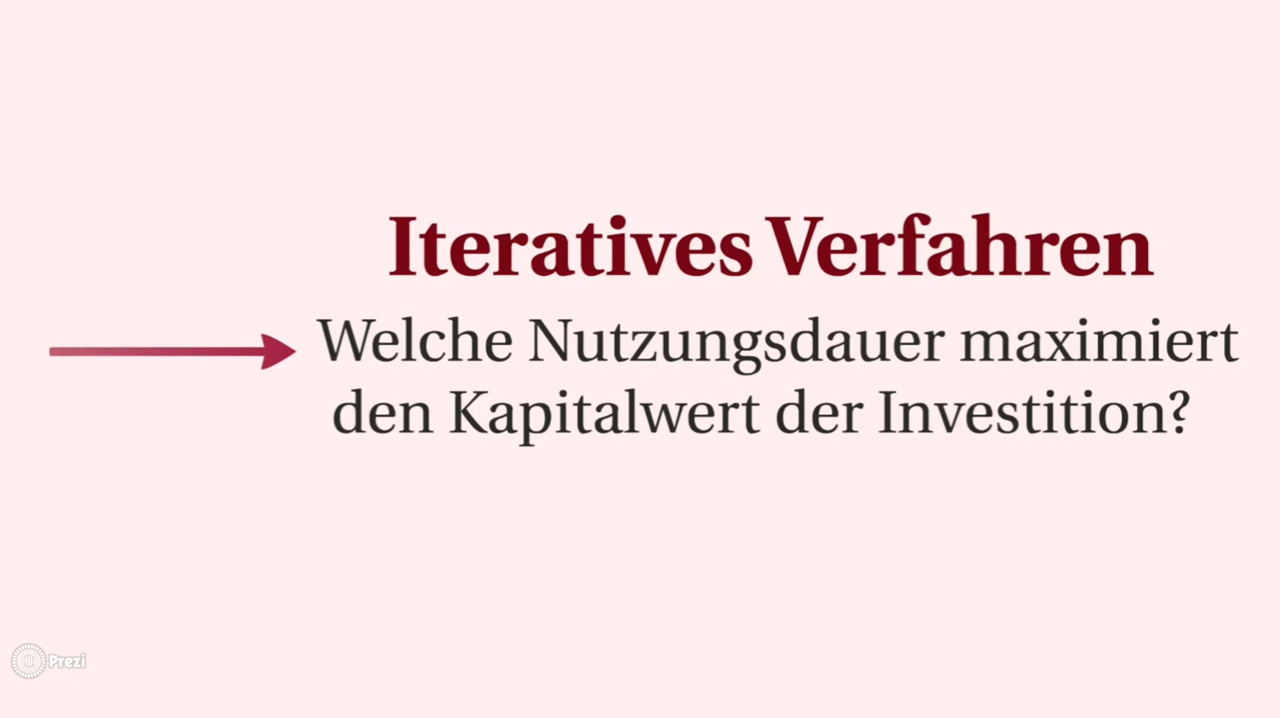 Iteratives Verfahren
Welche Nutzungsdauer maximiert
den Kapitalwert der Investition?
Prezi